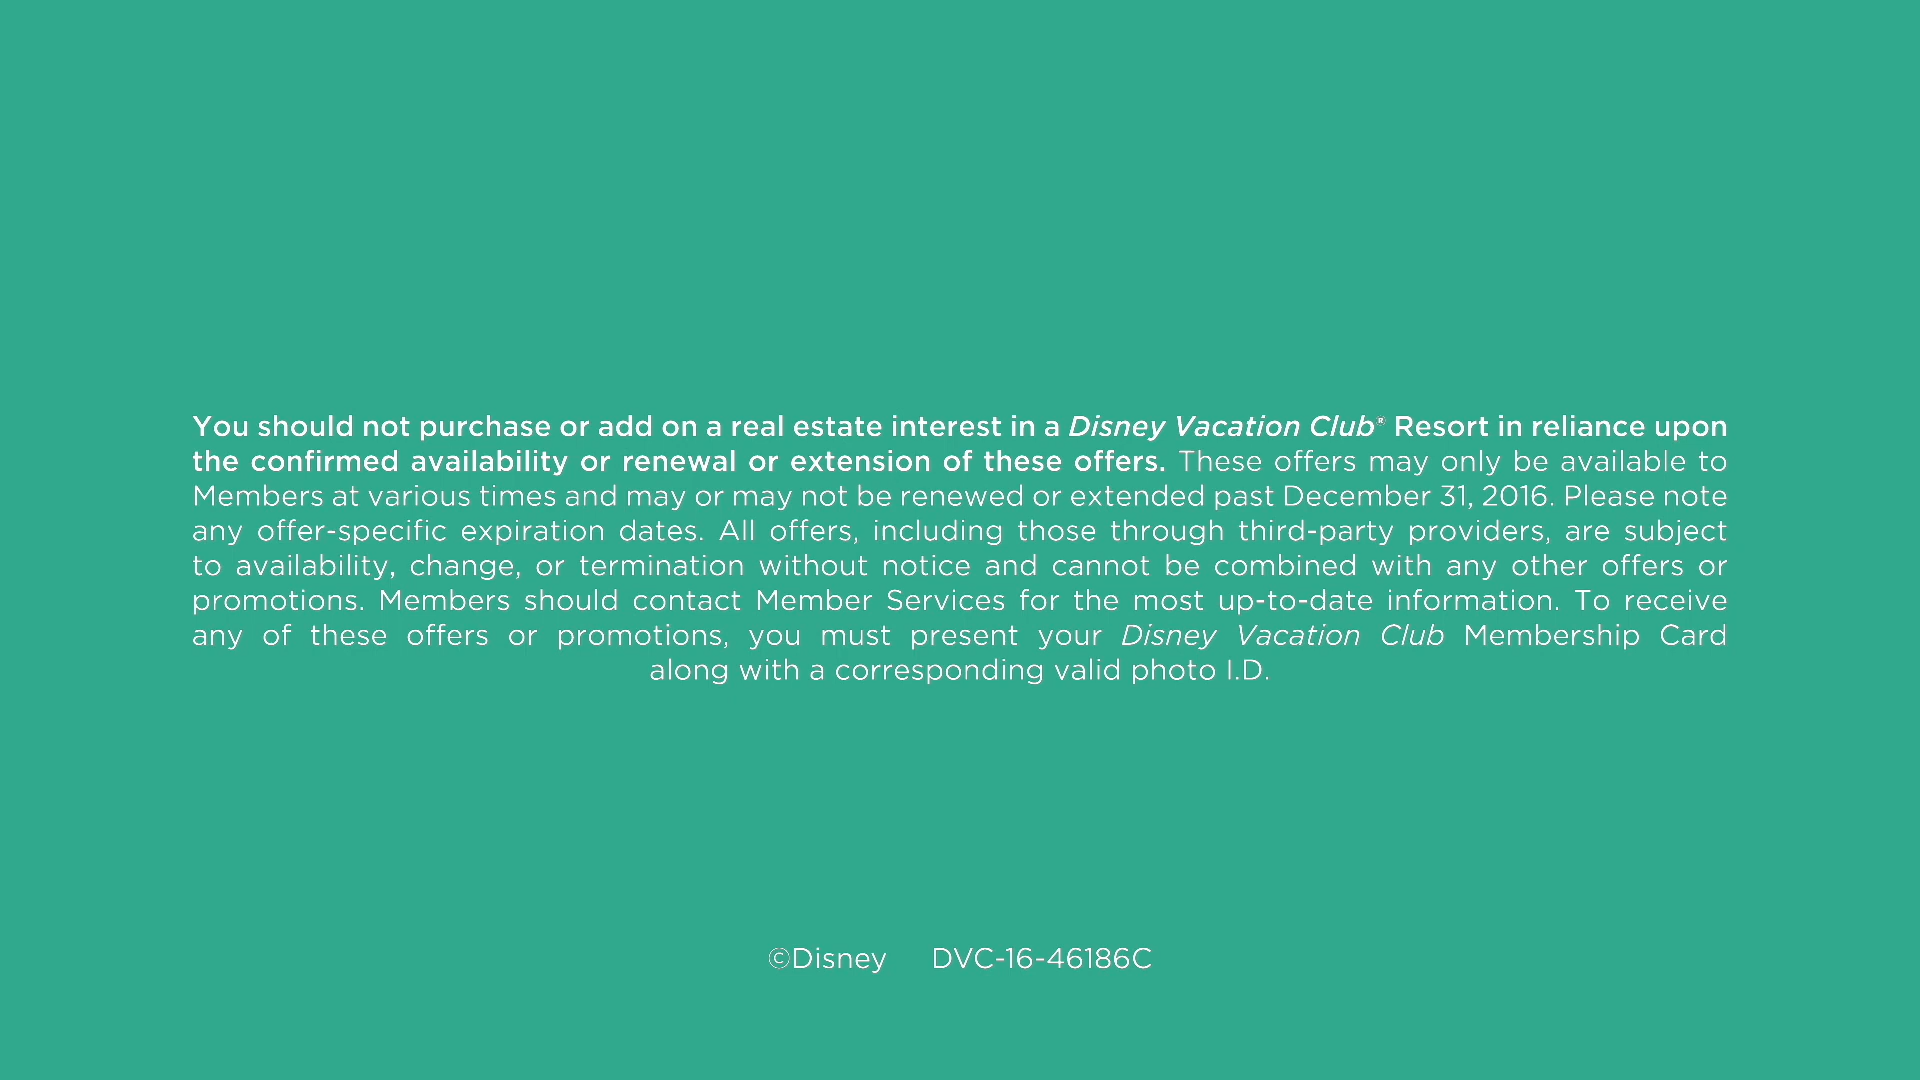 You should not purchase or add on a real estate interest in a Disney Vacation Club® Resort in reliance upon
the confirmed availability or renewal or extension of these offers. These offers may only be available to
Members at various times and may or may not be renewed or extended past December 31, 2016. Please note
any offer-specific expiration dates. All offers, including those through third-party providers, are subject
to availability, change, or termination without notice and cannot be combined with any other offers or
promotions. Members should contact Member Services for the most up-to-date information. To receive
any of these offers or promotions, you must present your Disney Vacation Club Membership Card
along with a corresponding valid photo I.D.
©Disney DVC-16-46186C